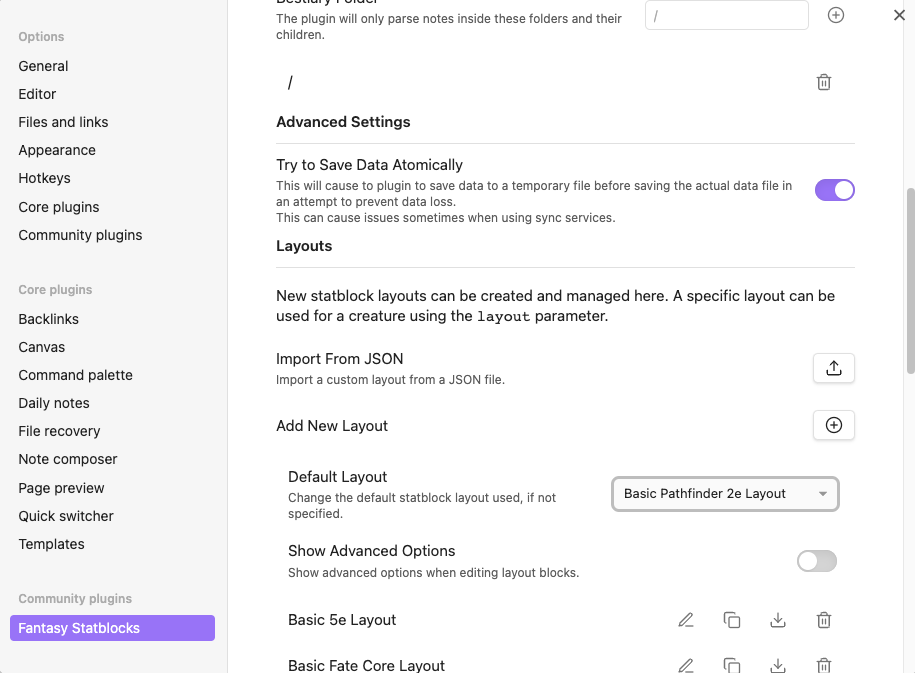 Options
General
Editor
Files and links
Appearance
Hotkeys
Core plugins
Community plugins
Core plugins
Backlinks
Canvas
Command palette
Daily notes
File recovery
Note composer
Page preview
Quick switcher
Templates
Community plugins
Fantasy Statblocks
Bestiary Folder
The plugin will only parse notes inside these folders and their
children.
/
/
Advanced Settings
Try to Save Data Atomically
This will cause to plugin to save data to a temporary file before saving the actual data file in
an attempt to prevent data loss.
This can cause issues sometimes when using sync services.
Layouts
New statblock layouts can be created and managed here. A specific layout can be
used for a creature using the layout parameter.
Import From JSON
Import a custom layout from a JSON file.
Add New Layout
Default Layout
Change the default statblock layout used, if not
specified.
Basic Pathfinder 2e Layout
Show Advanced Options
Show advanced options when editing layout blocks.
Basic 5e Layout
Basic Fate Core Layout